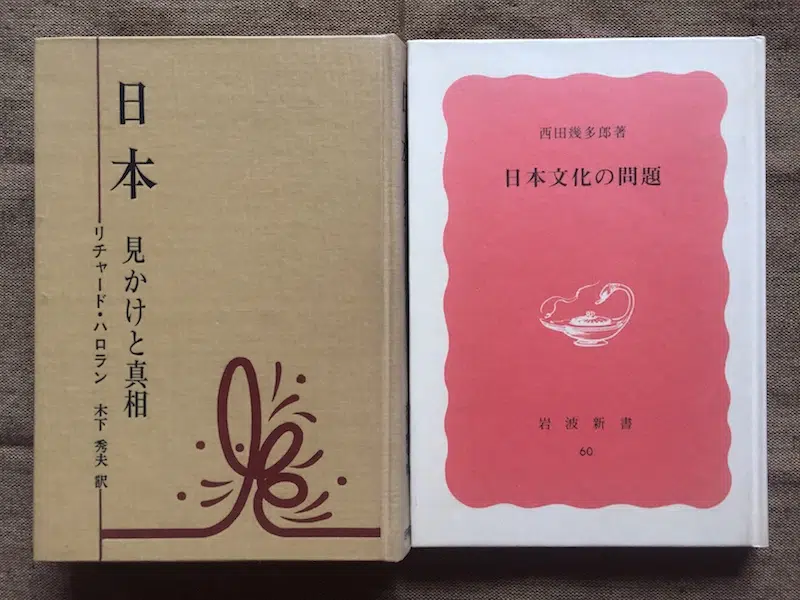 日本 見かけと真相
リチャード・ハロラン 木下秀夫 訳
西田幾多郎著
日本文化の問題
岩波新書
60